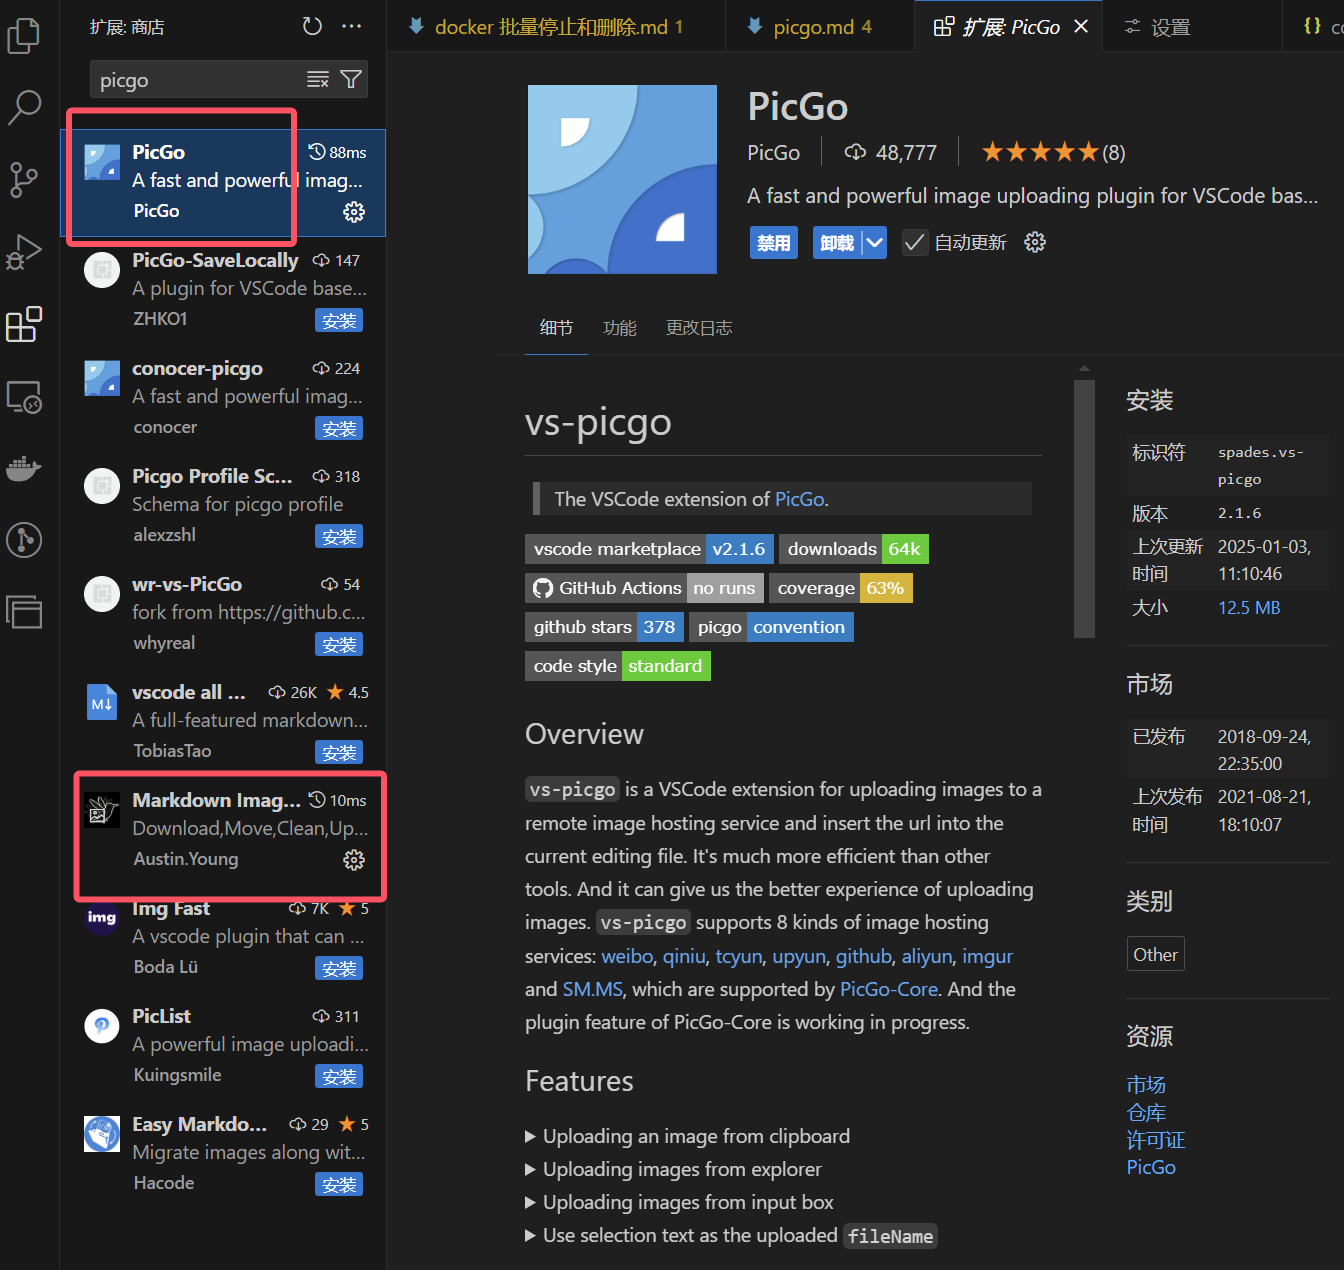 扩展: 商店
picgo
PicGo
88ms
A fast and powerful imag...
PicGo
PicGo-SaveLocally
147
A plugin for VSCode base...
ZHKO1
安装
conocer-picgo
224
A fast and powerful imag...
conocer
安装
Picgo Profile Sc...
318
Schema for picgo profile
alexzshl
安装
wr-vs-PicGo
54
fork from https://github.c...
whyreal
安装
M↓
vscode all ...
26K ★ 4.5
A full-featured markdown...
TobiasTao
安装
Markdown Imag...
10ms
Download,Move,Clean,Up...
Austin.Young
img
Img Fast
7K ★ 5
A vscode plugin that can ...
Boda Lü
安装
PicList
311
A powerful image uploadi...
Kuingsmile
安装
Easy Markdo...
29 ★ 5
Migrate images along wit...
Hacode
安装
docker 批量停止和删除.md 1
picgo.md 4
扩展: PicGo
设置
{} c
PicGo
PicGo
48,777
★★★★★(8)
A fast and powerful image uploading plugin for VSCode bas...
禁用
卸载
自动更新
细节
功能
更改日志
vs-picgo
The VSCode extension of PicGo.
vscode marketplace v2.1.6
downloads 64k
GitHub Actions no runs
coverage 63%
github stars 378
picgo convention
code style standard
Overview
vs-picgo is a VSCode extension for uploading images to a
remote image hosting service and insert the url into the
current editing file. It's much more efficient than other
tools. And it can give us the better experience of uploading
images. vs-picgo supports 8 kinds of image hosting
services: weibo, qiniu, tcyun, upyun, github, aliyun, imgur
and SM.MS, which are supported by PicGo-Core. And the
plugin feature of PicGo-Core is working in progress.
Features
Uploading an image from clipboard
Uploading images from explorer
Uploading images from input box
Use selection text as the uploaded fileName
安装
标识符 spades.vs-
picgo
版本 2.1.6
上次更新 2025-01-03,
时间 11:10:46
大小 12.5 MB
市场
已发布 2018-09-24,
22:35:00
上次发布 2021-08-21,
时间 18:10:07
类别
Other
资源
市场
仓库
许可证
PicGo